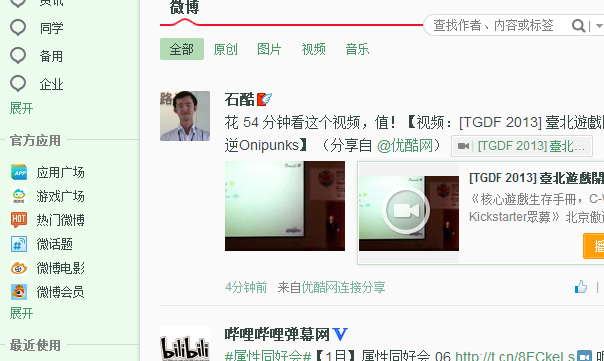 资讯
同学
备用
企业
展开
官方应用
应用广场
游戏广场
热门微博
微话题
微博电影
微博会员
展开
最近使用
微博
查找作者、内容或标签
全部 原创 图片 视频 音乐
石酷
花 54 分钟看这个视频，值！【视频：[TGDF 2013] 臺北遊戲
逆Onipunks】（分享自 @优酷网） [TGDF 2013] 臺北...
[TGDF 2013] 臺北遊戲開
《核心遊戲生存手冊，C-W
Kickstarter眾募》北京傲逆
播
4分钟前 来自优酷网连接分享
bilibili
哔哩哔哩弹幕网
#属性同好会#【1月】属性同好会 06 http://t.cn/8FCkeLs